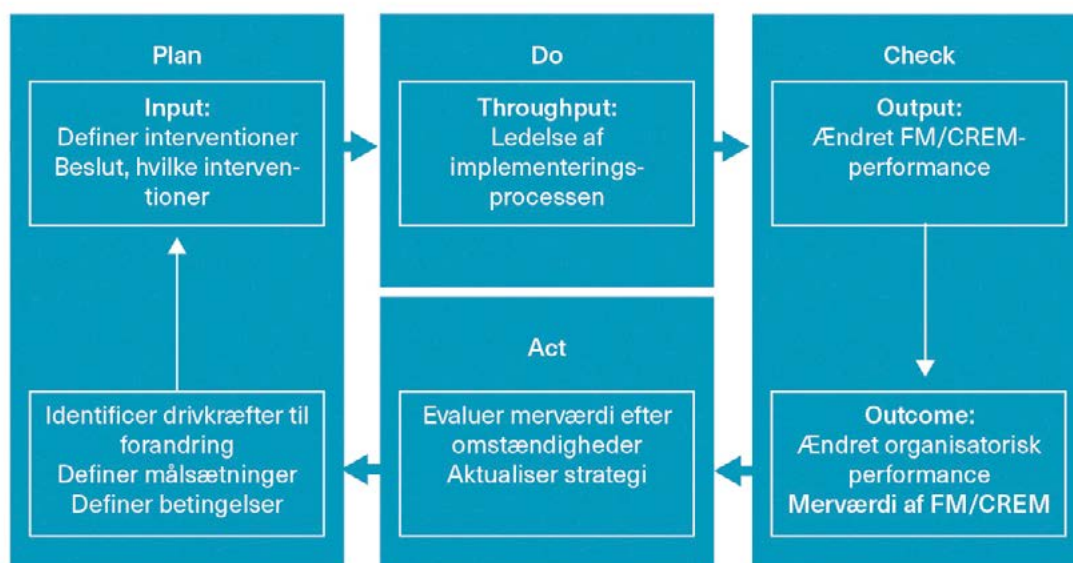 Plan
Input:
Definer interventioner
Beslut, hvilke interven-
tioner
Identificer drivkræfter til
forandring
Definer målsætninger
Definer betingelser
Do
Throughput:
Ledelse af
implementerings-
processen
Act
Evaluer merværdi efter
omstændigheder
Aktualiser strategi
Check
Output:
Ændret FM/CREM-
performance
Outcome:
Ændret organisatorisk
performance
Merværdi af FM/CREM